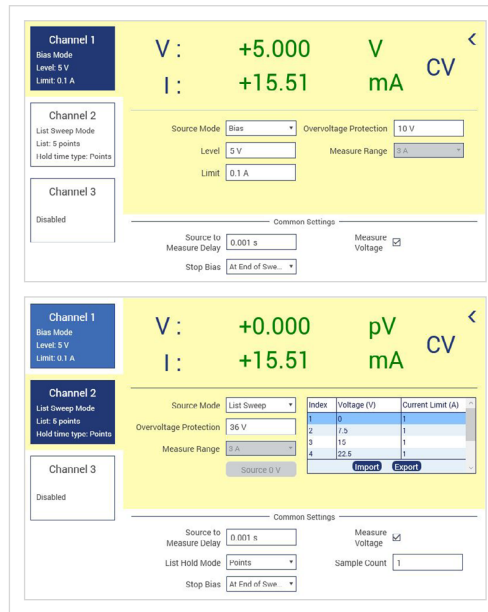 Channel 1
Bias Mode
Level: 5 V
Limit: 0.1 A
V : +5.000 V
I : +15.51 mA
CV
Channel 2
List Sweep Mode
List: 5 points
Hold time type: Points
Channel 3
Disabled
Source Mode Bias Overvoltage Protection 10 V
Level 5 V Measure Range 3 A
Limit 0.1 A
Common Settings
Source to Measure Delay 0.001 s Measure Voltage
Stop Bias At End of Swe...
Channel 1
Bias Mode
Level: 5 V
Limit: 0.1 A
V : +0.000 pV
I : +15.51 mA
CV
Channel 2
List Sweep Mode
List: 5 points
Hold time type: Points
Channel 3
Disabled
Source Mode List Sweep
Overvoltage Protection 36 V
Measure Range 3 A
Source 0 V
Index Voltage (V) Current Limit (A)
1 0 1
2 7.5 1
3 15 1
4 22.5 1
Import Export
Common Settings
Source to Measure Delay 0.001 s Measure Voltage
List Hold Mode Points Sample Count 1
Stop Bias At End of Swe...